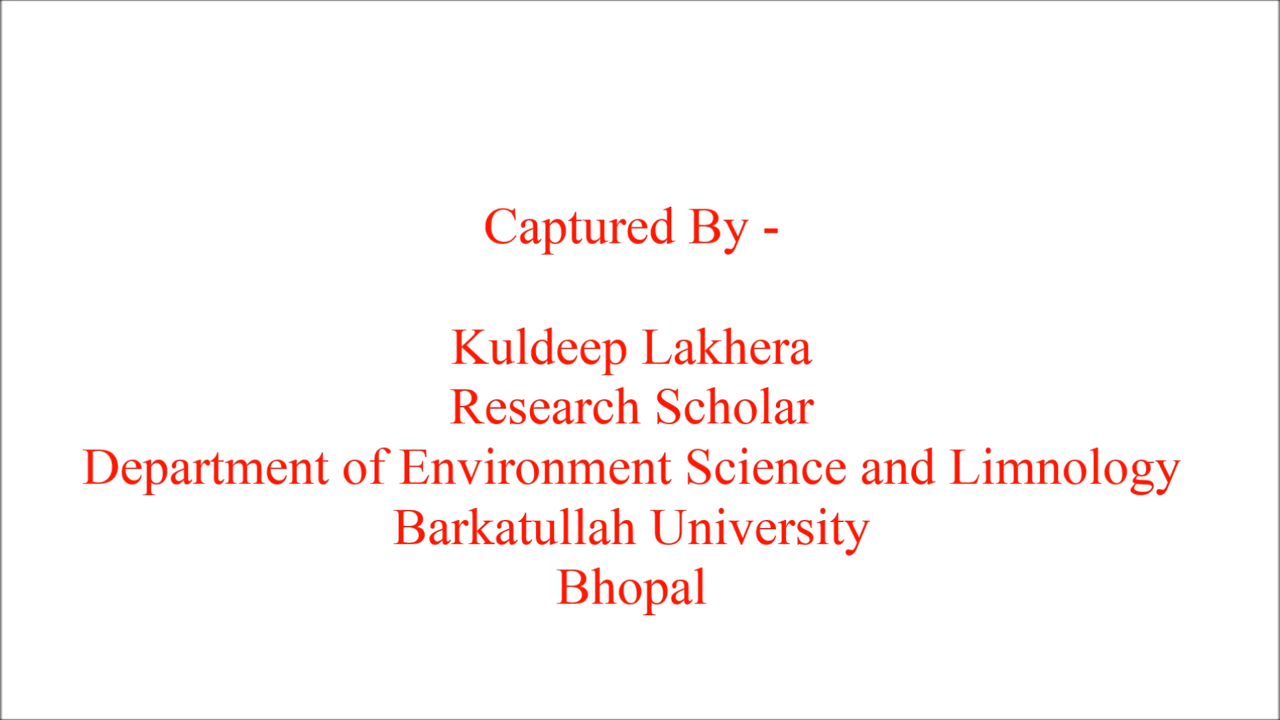 Captured By -
Kuldeep Lakhera
Research Scholar
Department of Environment Science and Limnology
Barkatullah University
Bhopal